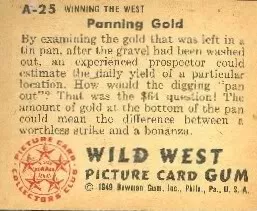 A-25 WINNING THE WEST
Panning Gold
By examining the gold that was left in a
tin pan, after the gravel had been washed
out, an experienced prospector could
estimate the daily yield of a particular
location. How would the digging "pan
out"? That was the $64 question! The
amount of gold at the bottom of the pan
could mean the difference between a
worthless strike and a bonanza.
PICTURE CARD
COLLECTORS CLUB
WILD WEST
PICTURE CARD GUM
© 1949 Bowman Gum, Inc., Phila., Pa., U. S. A.